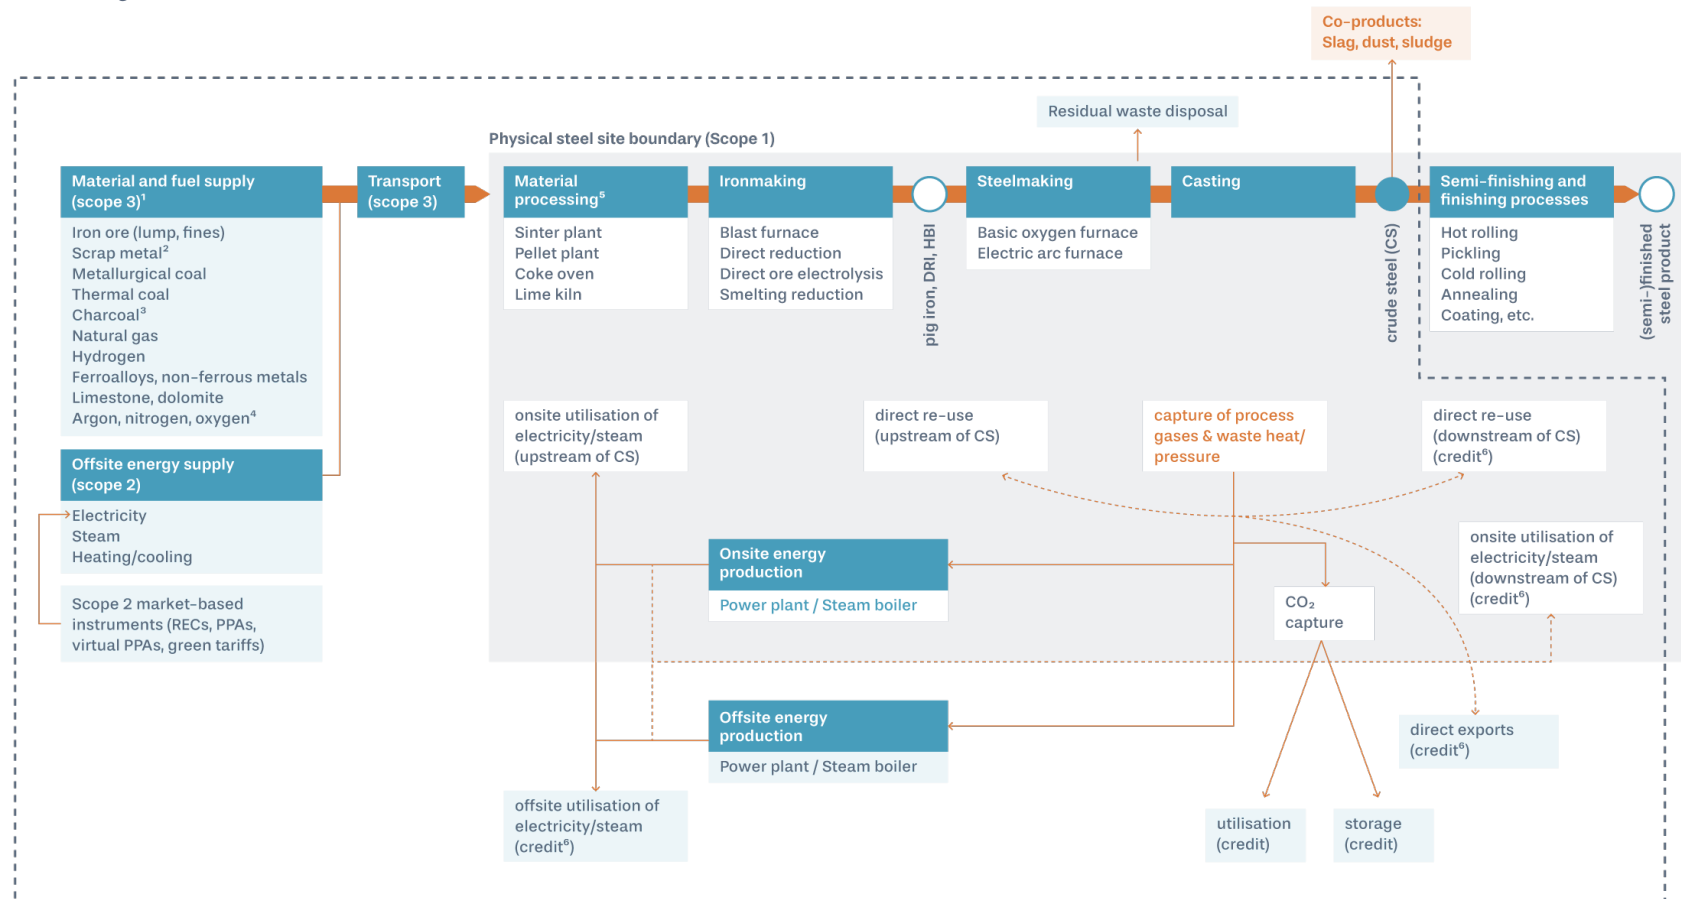 Co-products:
Slag, dust, sludge
Residual waste disposal
Physical steel site boundary (Scope 1)
Material and fuel supply
(scope 3)¹
Iron ore (lump, fines)
Scrap metal²
Metallurgical coal
Thermal coal
Charcoal³
Natural gas
Hydrogen
Ferroalloys, non-ferrous metals
Limestone, dolomite
Argon, nitrogen, oxygen⁴
Transport
(scope 3)
Material
processing⁵
Sinter plant
Pellet plant
Coke oven
Lime kiln
Ironmaking
Blast furnace
Direct reduction
Direct ore electrolysis
Smelting reduction
pig iron, DRI, HBI
Steelmaking
Basic oxygen furnace
Electric arc furnace
Casting
crude steel (CS)
Semi-finishing and
finishing processes
Hot rolling
Pickling
Cold rolling
Annealing
Coating, etc.
(semi-)finished
steel product
Offsite energy supply
(scope 2)
Electricity
Steam
Heating/cooling
Scope 2 market-based
instruments (RECs, PPAs,
virtual PPAs, green tariffs)
onsite utilisation of
electricity/steam
(upstream of CS)
direct re-use
(upstream of CS)
capture of process
gases & waste heat/
pressure
direct re-use
(downstream of CS)
(credit⁶)
Onsite energy
production
Power plant / Steam boiler
CO₂
capture
onsite utilisation of
electricity/steam
(downstream of CS)
(credit⁶)
Offsite energy
production
Power plant / Steam boiler
direct exports
(credit⁶)
offsite utilisation of
electricity/steam
(credit⁶)
utilisation
(credit)
storage
(credit)